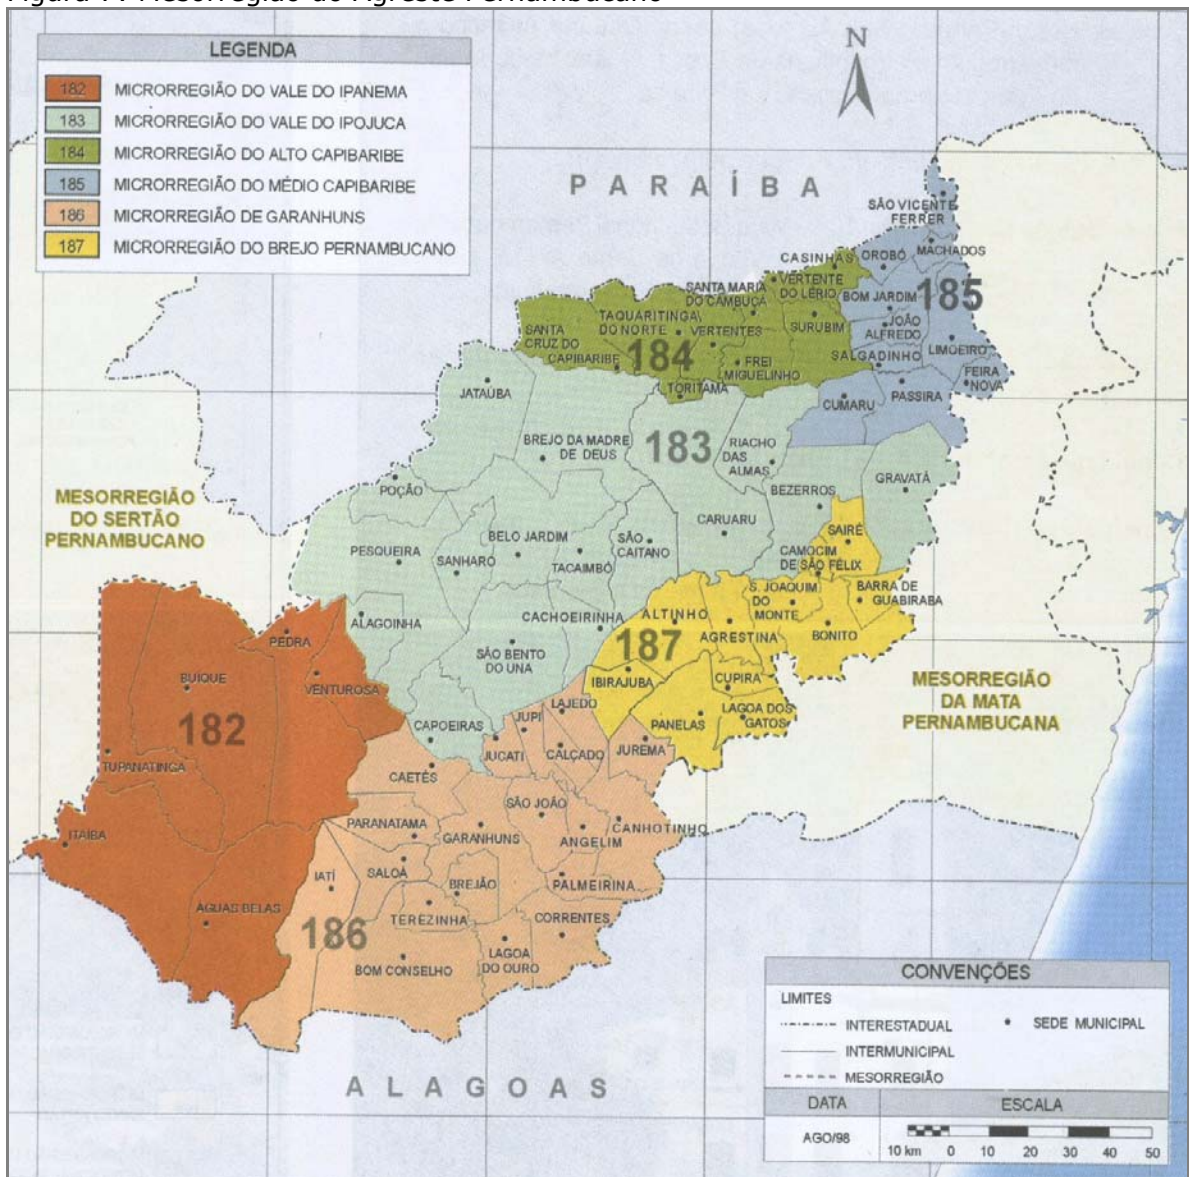 Figura 7. Mesorregião do Agreste Pernambucano
LEGENDA
182 MICRORREGIÃO DO VALE DO IPANEMA
183 MICRORREGIÃO DO VALE DO IPOJUCA
184 MICRORREGIÃO DO ALTO CAPIBARIBE
185 MICRORREGIÃO DO MÉDIO CAPIBARIBE
186 MICRORREGIÃO DE GARANHUNS
187 MICRORREGIÃO DO BREJO PERNAMBUCANO
N
PARAÍBA
SÃO VICENTE
FERRER
MACHADOS
CASINHAS
OROBÓ
VERTENTE
DO LÉRIO
SANTA MARIA
DO CAMBUCÁ
BOM JARDIM
185
TAQUARITINGA
DO NORTE
VERTENTES
SURUBIM
JOÃO
ALFREDO
SANTA
CRUZ DO
CAPIBARIBE
184
FREI
MIGUELINHO
SALGADINHO
LIMOEIRO
FEIRA
NOVA
TORITAMA
JATAÚBA
CUMARU
PASSIRA
BREJO DA MADRE
DE DEUS
183
RIACHO
DAS
ALMAS
POÇÃO
BEZERROS
GRAVATÁ
MESORREGIÃO
DO SERTÃO
PERNAMBUCANO
PESQUEIRA
SANHARÓ
BELO JARDIM
TACAIMBÓ
SÃO
CAITANO
CARUARU
SAIRÉ
CAMOCIM
DE SÃO FÉLIX
BARRA DE
GUABIRABA
S. JOAQUIM
DO
MONTE
ALAGOINHA
CACHOEIRINHA
ALTINHO
AGRESTINA
BONITO
PEDRA
187
SÃO BENTO
DO UNA
BUIQUE
VENTUROSA
IBIRAJUBA
CUPIRA
MESORREGIÃO
DA MATA
PERNAMBUCANA
182
CAPOEIRAS
JUPÍ
LAJEDO
PANELAS
LAGOA DOS
GATOS
TUPANATINGA
JUCATI
CALÇADO
JUREMA
CAETÉS
ITAÍBA
PARANATAMA
SÃO JOÃO
GARANHUNS
ANGELIM
CANHOTINHO
IATÍ
SALOÁ
BREJÃO
PALMEIRINA
AGUAS BELAS
TEREZINHA
CORRENTES
186
BOM CONSELHO
LAGOA
DO OURO
ALAGOAS
CONVENÇÕES
LIMITES
INTERESTADUAL
SEDE MUNICIPAL
INTERMUNICIPAL
MESORREGIÃO
DATA
ESCALA
AGO/98
10 km 0 10 20 30 40 50